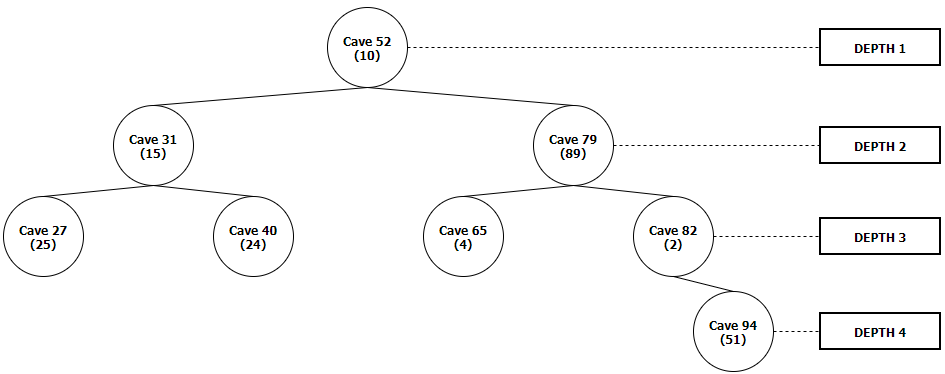 Cave 52
(10)
DEPTH 1
Cave 31
(15)
Cave 79
(89)
DEPTH 2
Cave 27
(25)
Cave 40
(24)
Cave 65
(4)
Cave 82
(2)
DEPTH 3
Cave 94
(51)
DEPTH 4